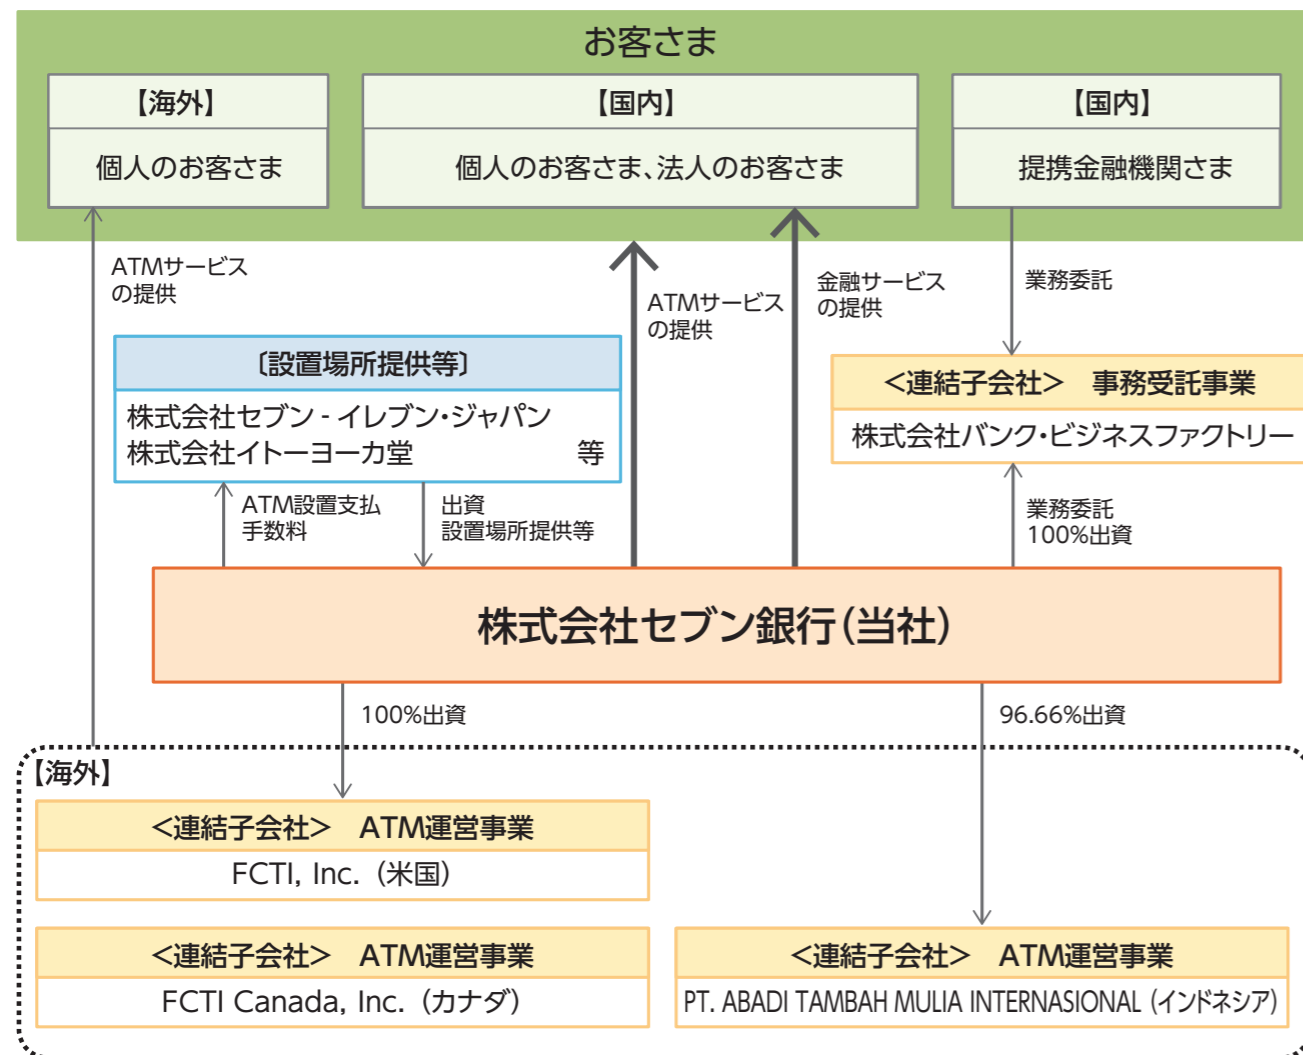 お客さま
【海外】
個人のお客さま
【国内】
個人のお客さま、法人のお客さま
【国内】
提携金融機関さま
ATMサービス
の提供
ATMサービス
の提供
金融サービス
の提供
業務委託
〔設置場所提供等〕
株式会社セブン‐イレブン・ジャパン
株式会社イトーヨーカ堂 等
<連結子会社> 事務受託事業
株式会社バンク・ビジネスファクトリー
ATM設置支払
手数料
出資
設置場所提供等
業務委託
100%出資
株式会社セブン銀行(当社)
100%出資
96.66%出資
【海外】
<連結子会社> ATM運営事業
FCTI, Inc. (米国)
<連結子会社> ATM運営事業
FCTI Canada, Inc. (カナダ)
<連結子会社> ATM運営事業
PT. ABADI TAMBAH MULIA INTERNASIONAL (インドネシア)